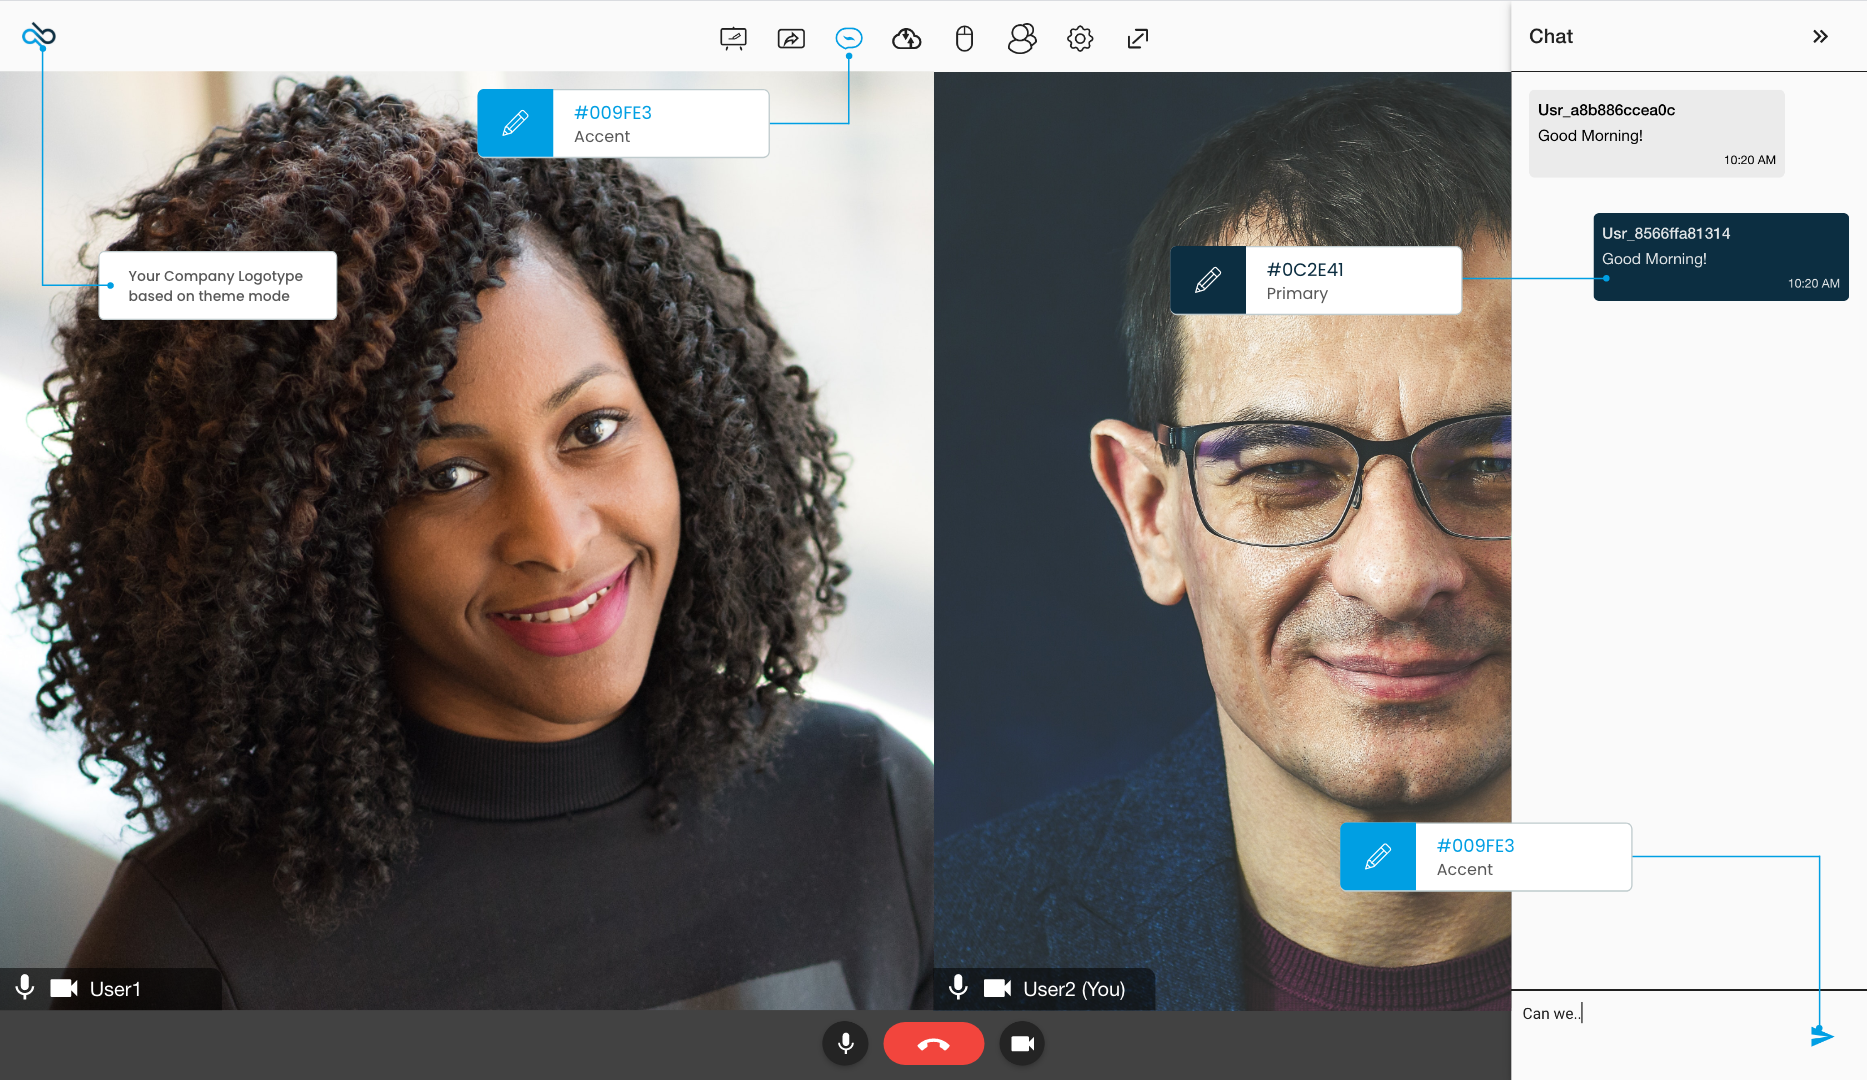 Chat
#009FE3
Accent
Usr_a8b886ccea0c
Good Morning!
10:20 AM
Usr_8566ffa81314
Good Morning!
10:20 AM
Your Company Logotype
based on theme mode
#0C2E41
Primary
#009FE3
Accent
User1
User2 (You)
Can we..